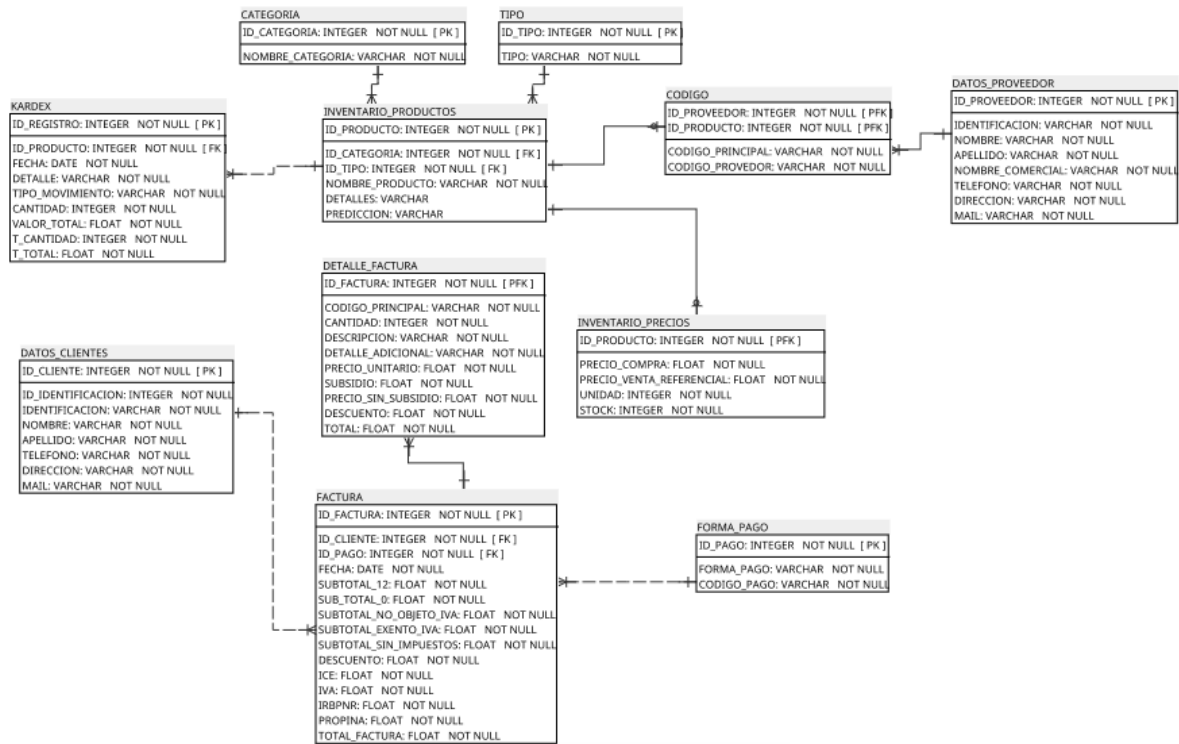 CATEGORIA
ID_CATEGORIA: INTEGER NOT NULL [ PK ]
NOMBRE_CATEGORIA: VARCHAR NOT NULL
TIPO
ID_TIPO: INTEGER NOT NULL [ PK ]
TIPO: VARCHAR NOT NULL
KARDEX
ID_REGISTRO: INTEGER NOT NULL [ PK ]
ID_PRODUCTO: INTEGER NOT NULL [ FK ]
FECHA: DATE NOT NULL
DETALLE: VARCHAR NOT NULL
TIPO_MOVIMIENTO: VARCHAR NOT NULL
CANTIDAD: INTEGER NOT NULL
VALOR_TOTAL: FLOAT NOT NULL
T_CANTIDAD: INTEGER NOT NULL
T_TOTAL: FLOAT NOT NULL
INVENTARIO_PRODUCTOS
ID_PRODUCTO: INTEGER NOT NULL [ PK ]
ID_CATEGORIA: INTEGER NOT NULL [ FK ]
ID_TIPO: INTEGER NOT NULL [ FK ]
NOMBRE_PRODUCTO: VARCHAR NOT NULL
DETALLES: VARCHAR
PREDICCION: VARCHAR
CODIGO
ID_PROVEEDOR: INTEGER NOT NULL [ PFK ]
ID_PRODUCTO: INTEGER NOT NULL [ PFK ]
CODIGO_PRINCIPAL: VARCHAR NOT NULL
CODIGO_PROVEDOR: VARCHAR NOT NULL
DATOS_PROVEEDOR
ID_PROVEEDOR: INTEGER NOT NULL [ PK ]
IDENTIFICACION: VARCHAR NOT NULL
NOMBRE: VARCHAR NOT NULL
APELLIDO: VARCHAR NOT NULL
NOMBRE_COMERCIAL: VARCHAR NOT NULL
TELEFONO: VARCHAR NOT NULL
DIRECCION: VARCHAR NOT NULL
MAIL: VARCHAR NOT NULL
DETALLE_FACTURA
ID_FACTURA: INTEGER NOT NULL [ PFK ]
CODIGO_PRINCIPAL: VARCHAR NOT NULL
CANTIDAD: INTEGER NOT NULL
DESCRIPCION: VARCHAR NOT NULL
DETALLE_ADICIONAL: VARCHAR NOT NULL
PRECIO_UNITARIO: FLOAT NOT NULL
SUBSIDIO: FLOAT NOT NULL
PRECIO_SIN_SUBSIDIO: FLOAT NOT NULL
DESCUENTO: FLOAT NOT NULL
TOTAL: FLOAT NOT NULL
INVENTARIO_PRECIOS
ID_PRODUCTO: INTEGER NOT NULL [ PFK ]
PRECIO_COMPRA: FLOAT NOT NULL
PRECIO_VENTA_REFERENCIAL: FLOAT NOT NULL
UNIDAD: INTEGER NOT NULL
STOCK: INTEGER NOT NULL
DATOS_CLIENTES
ID_CLIENTE: INTEGER NOT NULL [ PK ]
ID_IDENTIFICACION: INTEGER NOT NULL
IDENTIFICACION: VARCHAR NOT NULL
NOMBRE: VARCHAR NOT NULL
APELLIDO: VARCHAR NOT NULL
TELEFONO: VARCHAR NOT NULL
DIRECCION: VARCHAR NOT NULL
MAIL: VARCHAR NOT NULL
FACTURA
ID_FACTURA: INTEGER NOT NULL [ PK ]
ID_CLIENTE: INTEGER NOT NULL [ FK ]
ID_PAGO: INTEGER NOT NULL [ FK ]
FECHA: DATE NOT NULL
SUBTOTAL_12: FLOAT NOT NULL
SUB_TOTAL_0: FLOAT NOT NULL
SUBTOTAL_NO_OBJETO_IVA: FLOAT NOT NULL
SUBTOTAL_EXENTO_IVA: FLOAT NOT NULL
SUBTOTAL_SIN_IMPUESTOS: FLOAT NOT NULL
DESCUENTO: FLOAT NOT NULL
ICE: FLOAT NOT NULL
IVA: FLOAT NOT NULL
IRBPNR: FLOAT NOT NULL
PROPINA: FLOAT NOT NULL
TOTAL_FACTURA: FLOAT NOT NULL
FORMA_PAGO
ID_PAGO: INTEGER NOT NULL [ PK ]
FORMA_PAGO: VARCHAR NOT NULL
CODIGO_PAGO: VARCHAR NOT NULL